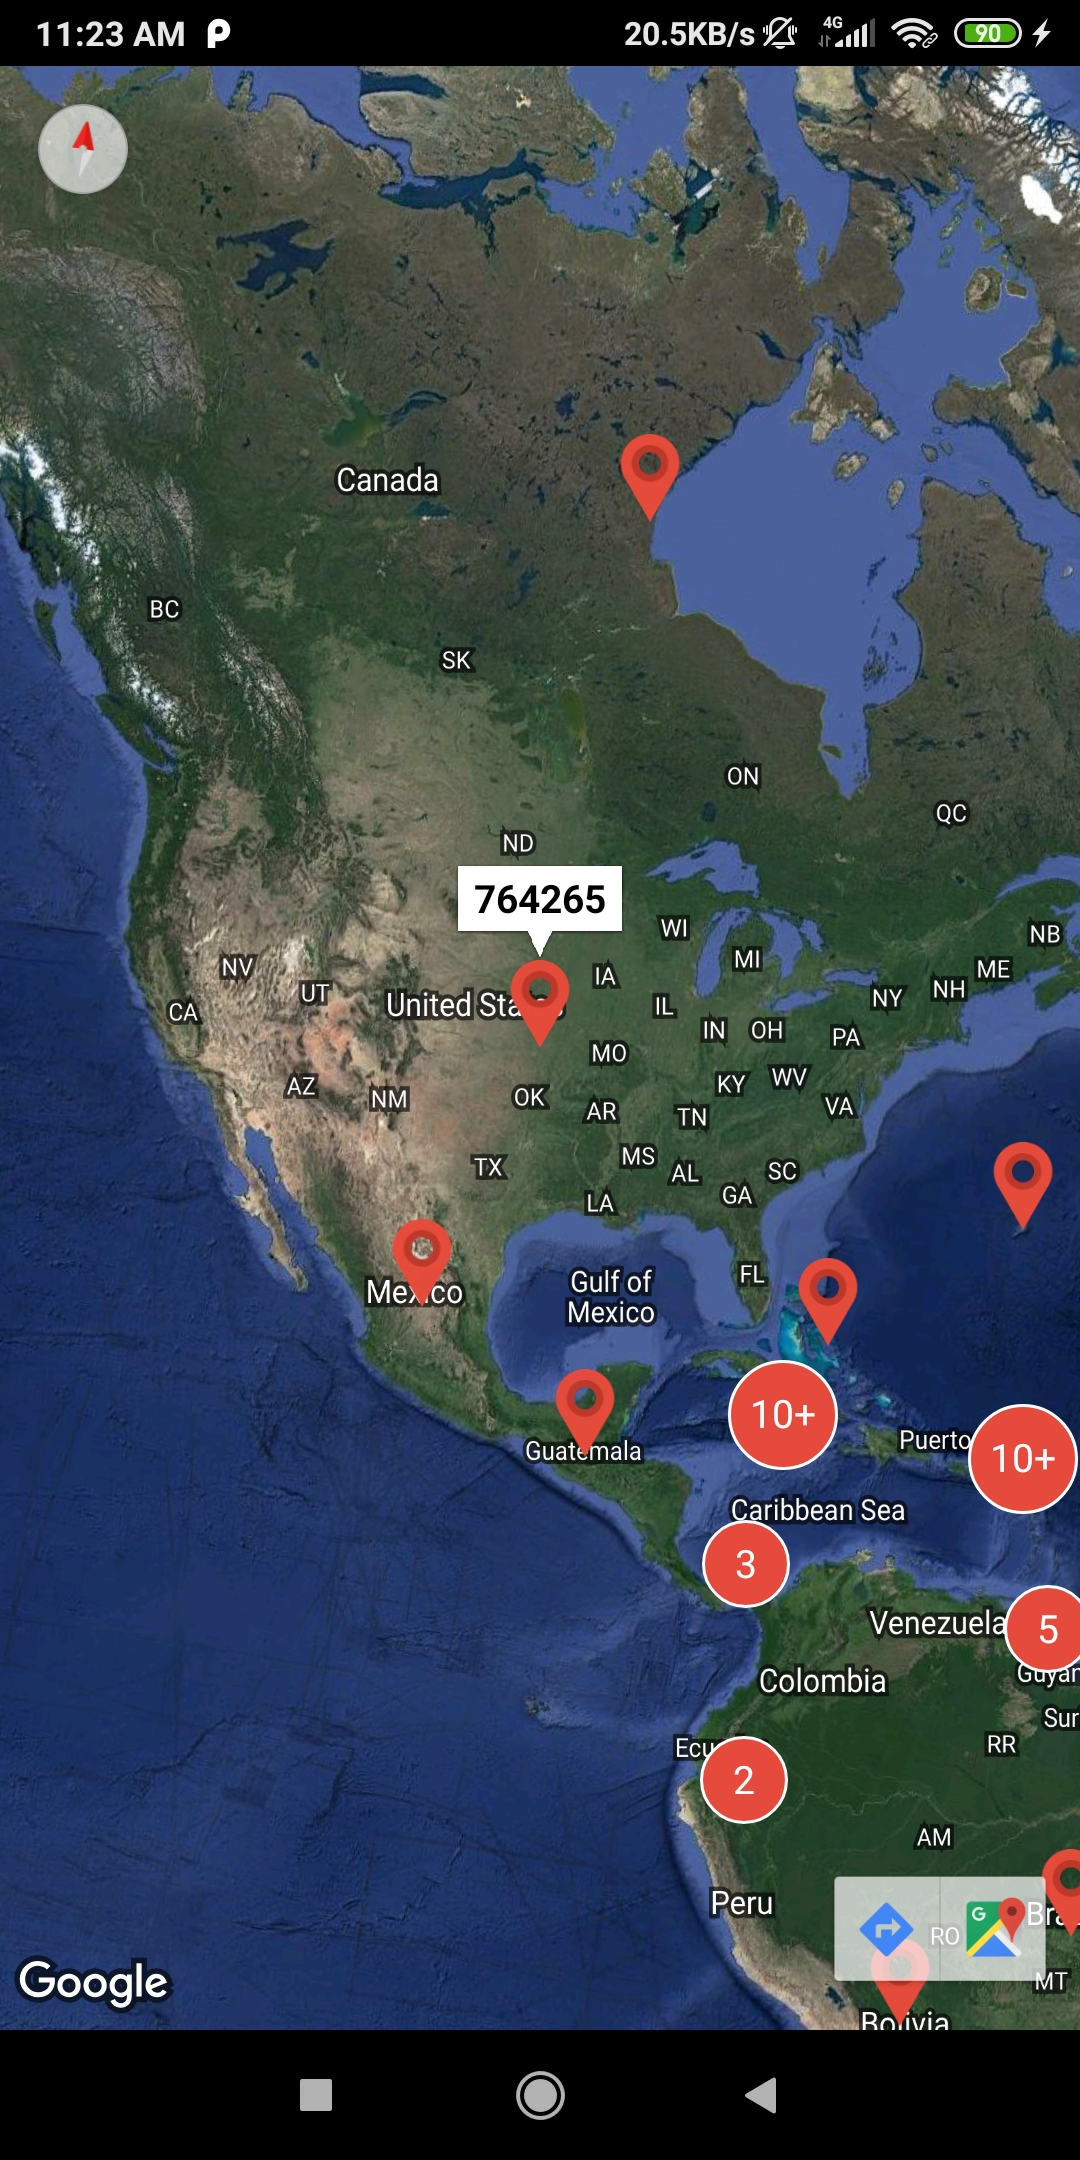 11:23 AM
20.5KB/s
4G
90
Canada
BC
SK
ON
QC
ND
764265
WI
NB
MI
ME
NV
IA
NH
UT
NY
CA
United Sta
IL
IN
OH
PA
MO
WV
KY
AZ
NM
OK
VA
AR
TN
MS
TX
AL
SC
GA
LA
FL
Gulf of
Mexico
Mexico
10+
Puerto
Guatemala
10+
Caribbean Sea
3
Venezuela
5
Guyan
Colombia
Sur
RR
Ecu
2
AM
Peru
G
Bra
RO
MT
Google
Bolivia